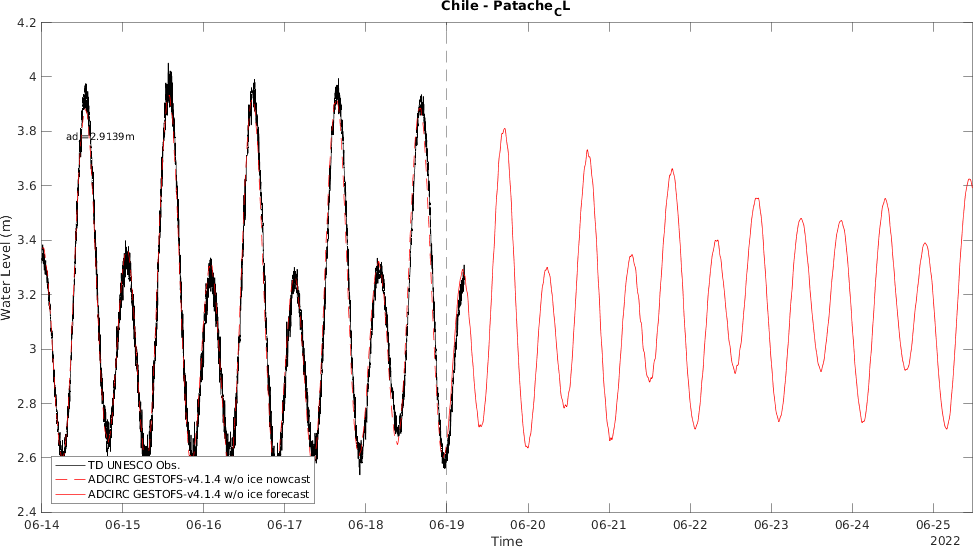 Chile - Patache_CL
4.2
4
3.8
3.6
3.4
3.2
3
2.8
2.6
2.4
Water Level (m)
adj=2.9139m
TD UNESCO Obs.
ADCIRC GESTOFS-v4.1.4 w/o ice nowcast
ADCIRC GESTOFS-v4.1.4 w/o ice forecast
06-14 06-15 06-16 06-17 06-18 06-19 06-20 06-21 06-22 06-23 06-24 06-25
Time
2022